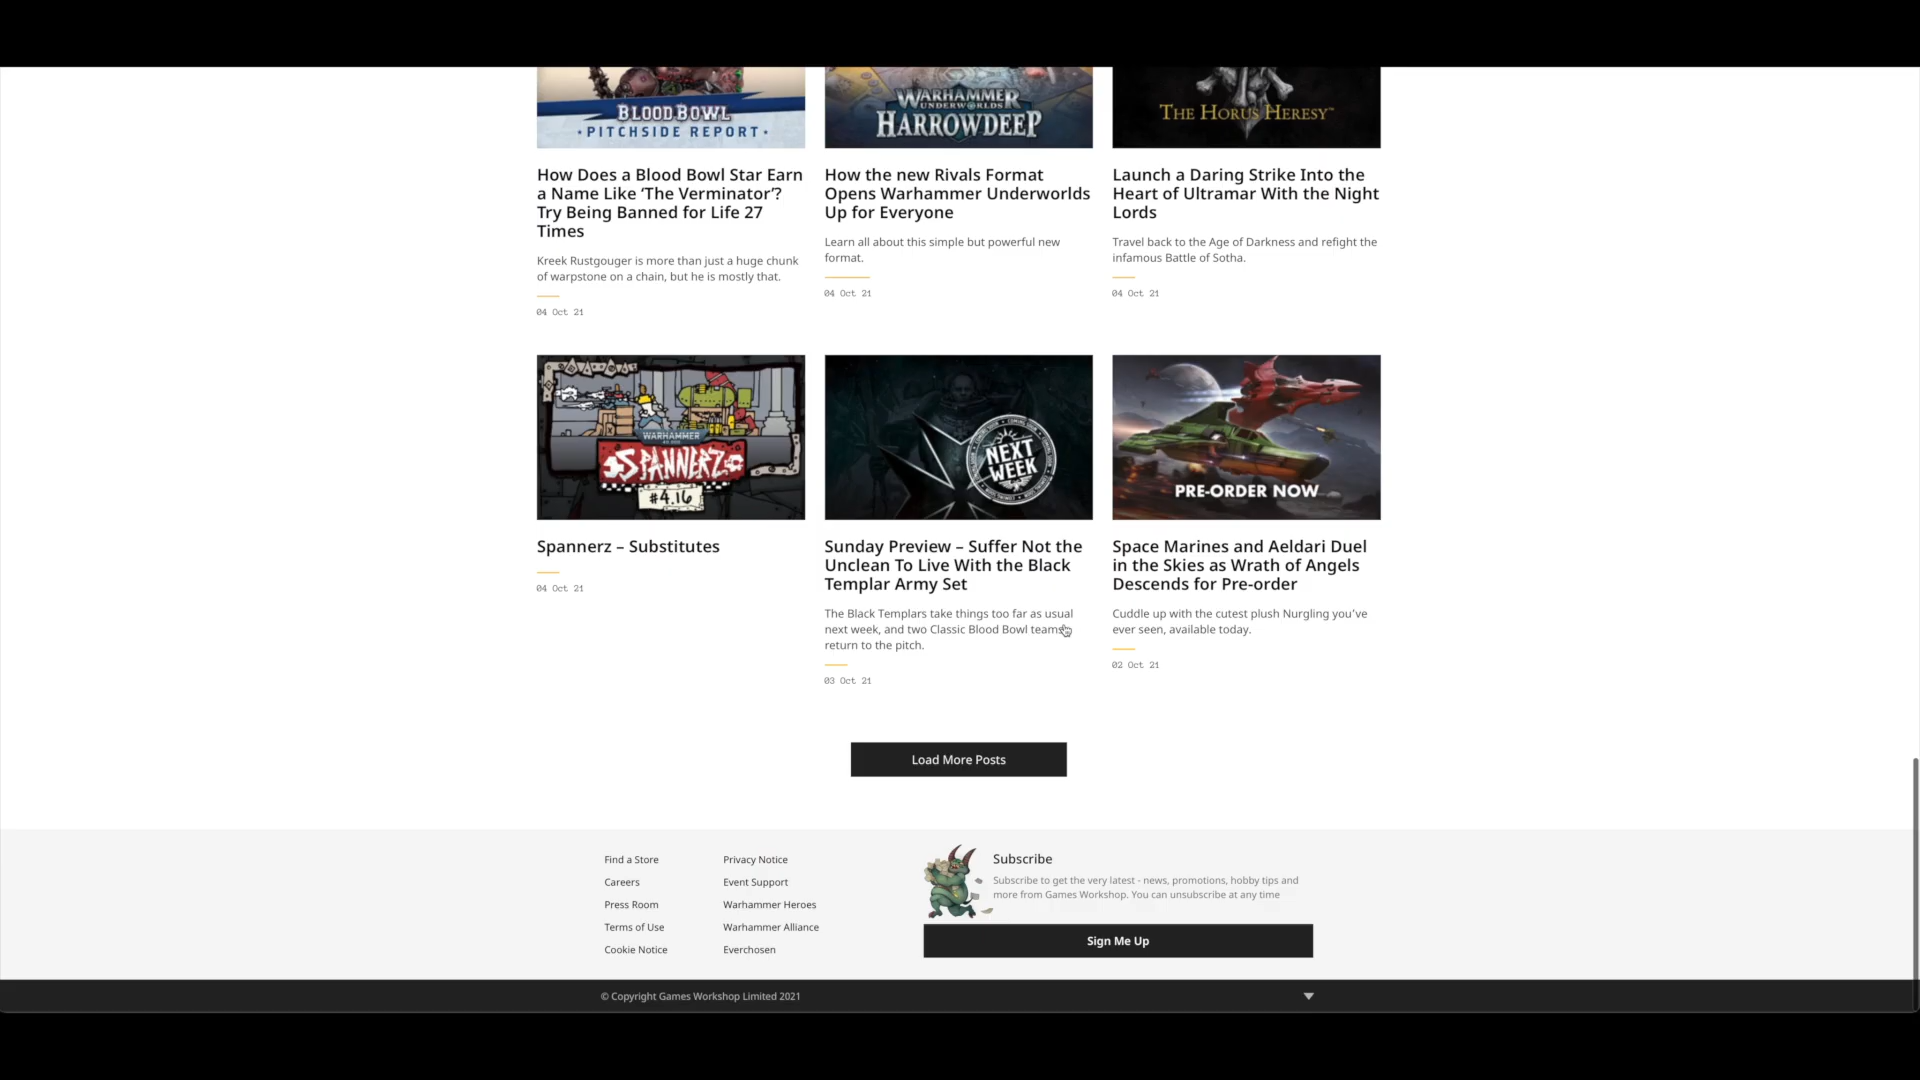 BLOOD BOWL
• PITCHSIDE REPORT •
WARHAMMER
UNDERWORLDS
HARROWDEEP
THE HORUS HERESY™
How Does a Blood Bowl Star Earn
a Name Like ‘The Verminator’?
Try Being Banned for Life 27
Times
Kreek Rustgouger is more than just a huge chunk
of warpstone on a chain, but he is mostly that.
04 Oct 21
How the new Rivals Format
Opens Warhammer Underworlds
Up for Everyone
Learn all about this simple but powerful new
format.
04 Oct 21
Launch a Daring Strike Into the
Heart of Ultramar With the Night
Lords
Travel back to the Age of Darkness and refight the
infamous Battle of Sotha.
04 Oct 21
WARHAMMER
40,000
SPANNERZ
#4.16
NEXT
WEEK
PRE-ORDER NOW
Spannerz – Substitutes
04 Oct 21
Sunday Preview – Suffer Not the
Unclean To Live With the Black
Templar Army Set
The Black Templars take things too far as usual
next week, and two Classic Blood Bowl teams
return to the pitch.
03 Oct 21
Space Marines and Aeldari Duel
in the Skies as Wrath of Angels
Descends for Pre-order
Cuddle up with the cutest plush Nurgling you’ve
ever seen, available today.
02 Oct 21
Load More Posts
Find a Store
Careers
Press Room
Terms of Use
Cookie Notice
Privacy Notice
Event Support
Warhammer Heroes
Warhammer Alliance
Everchosen
Subscribe
Subscribe to get the very latest - news, promotions, hobby tips and
more from Games Workshop. You can unsubscribe at any time
Sign Me Up
© Copyright Games Workshop Limited 2021